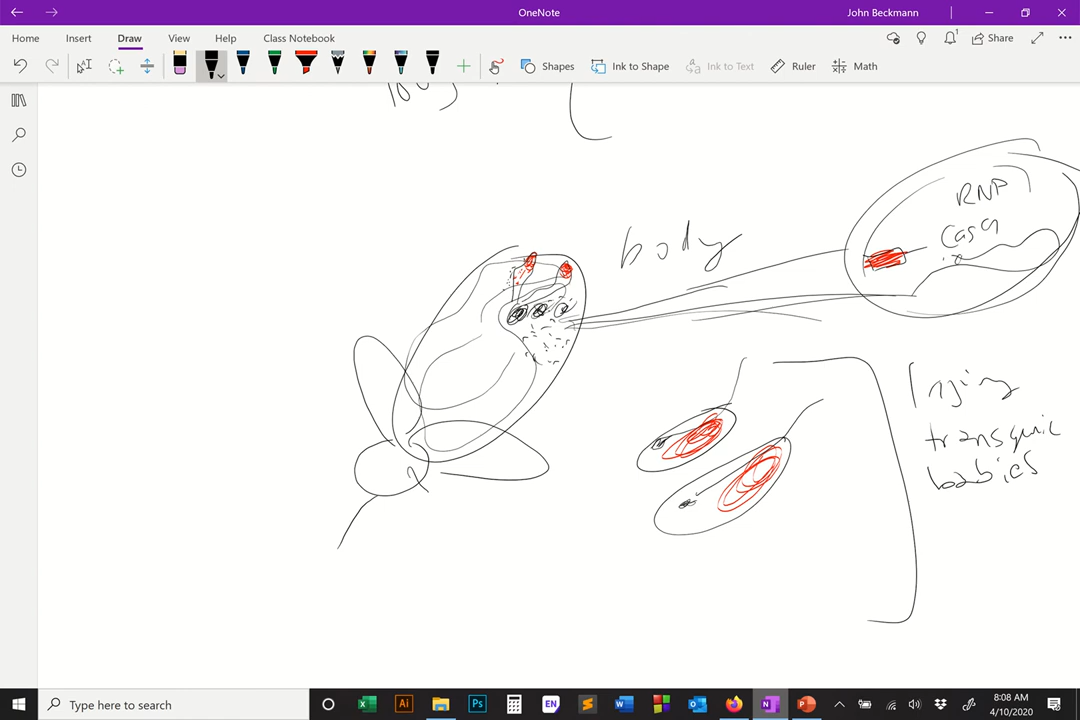 OneNote
John Beckmann
Home Insert Draw View Help Class Notebook
Share
Shapes
Ink to Shape
Ink to Text
Ruler
Math
RNP
Cas9
body
transgenic
babies
Type here to search
8:08 AM
4/10/2020